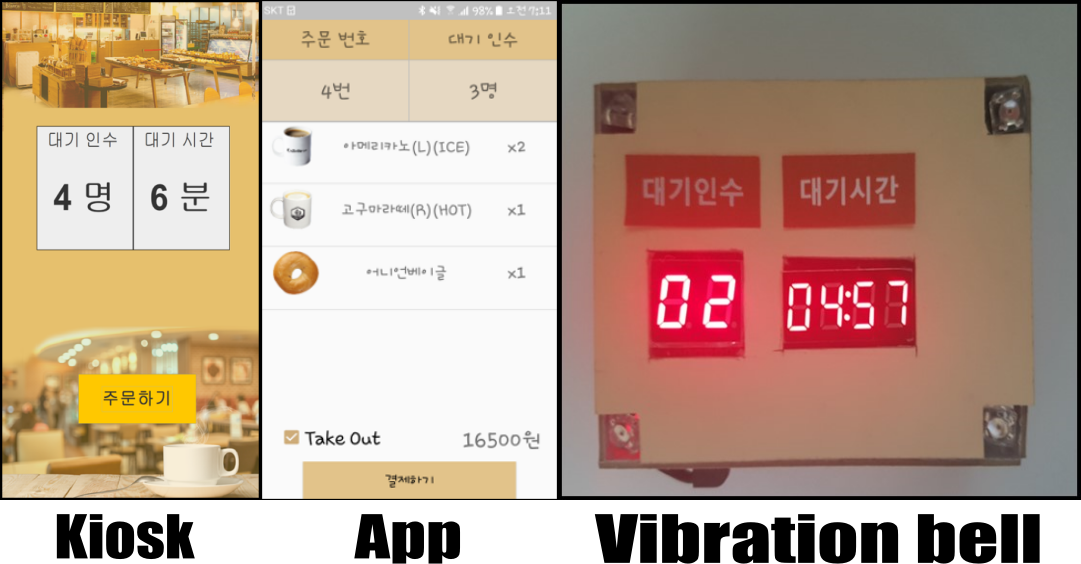 대기 인수 대기 시간
4 명 6 분
주문하기
SKT 98% 오전 7:11
주문 번호 대기 인수
4번 3명
아메리카노(L)(ICE) x2
고구마라떼(R)(HOT) x1
어니언베이글 x1
Take Out 16500원
결제하기
대기인수 대기시간
02 04:57
Kiosk App Vibration bell